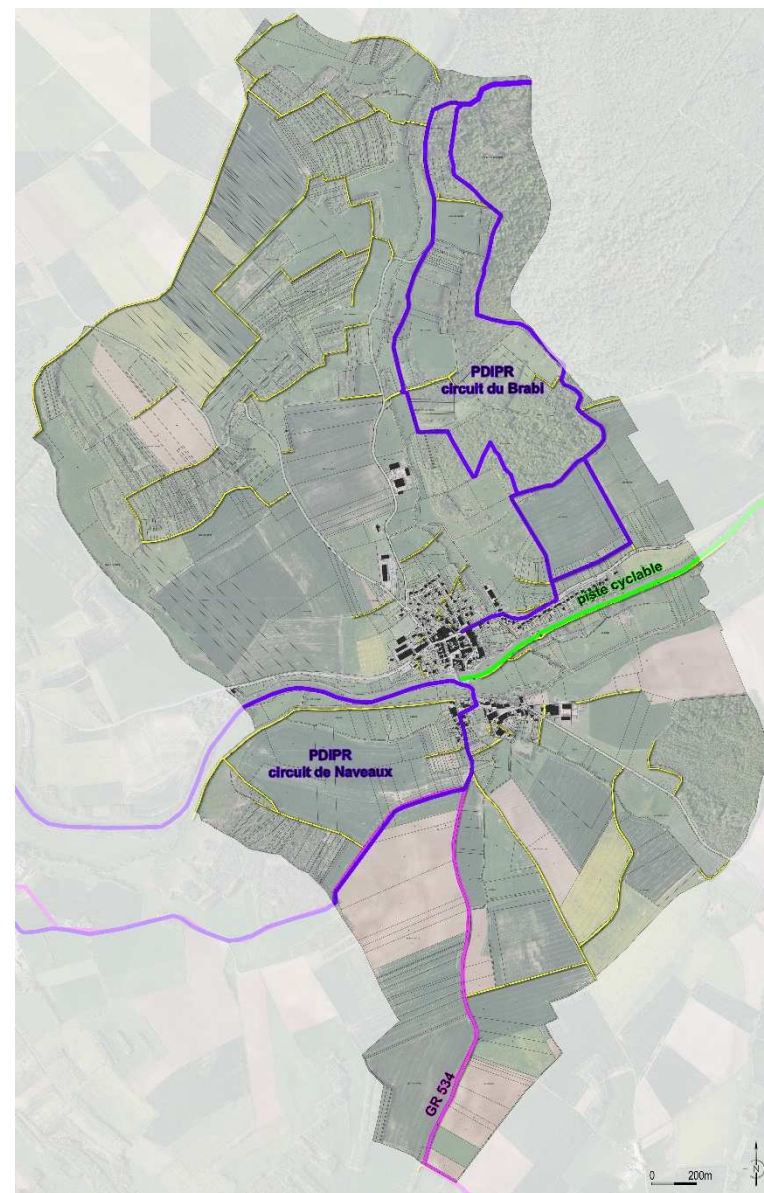 PDIPR
circuit du Brabi
piste cyclable
PDIPR
circuit de Naveaux
GR 534
0 200m
N